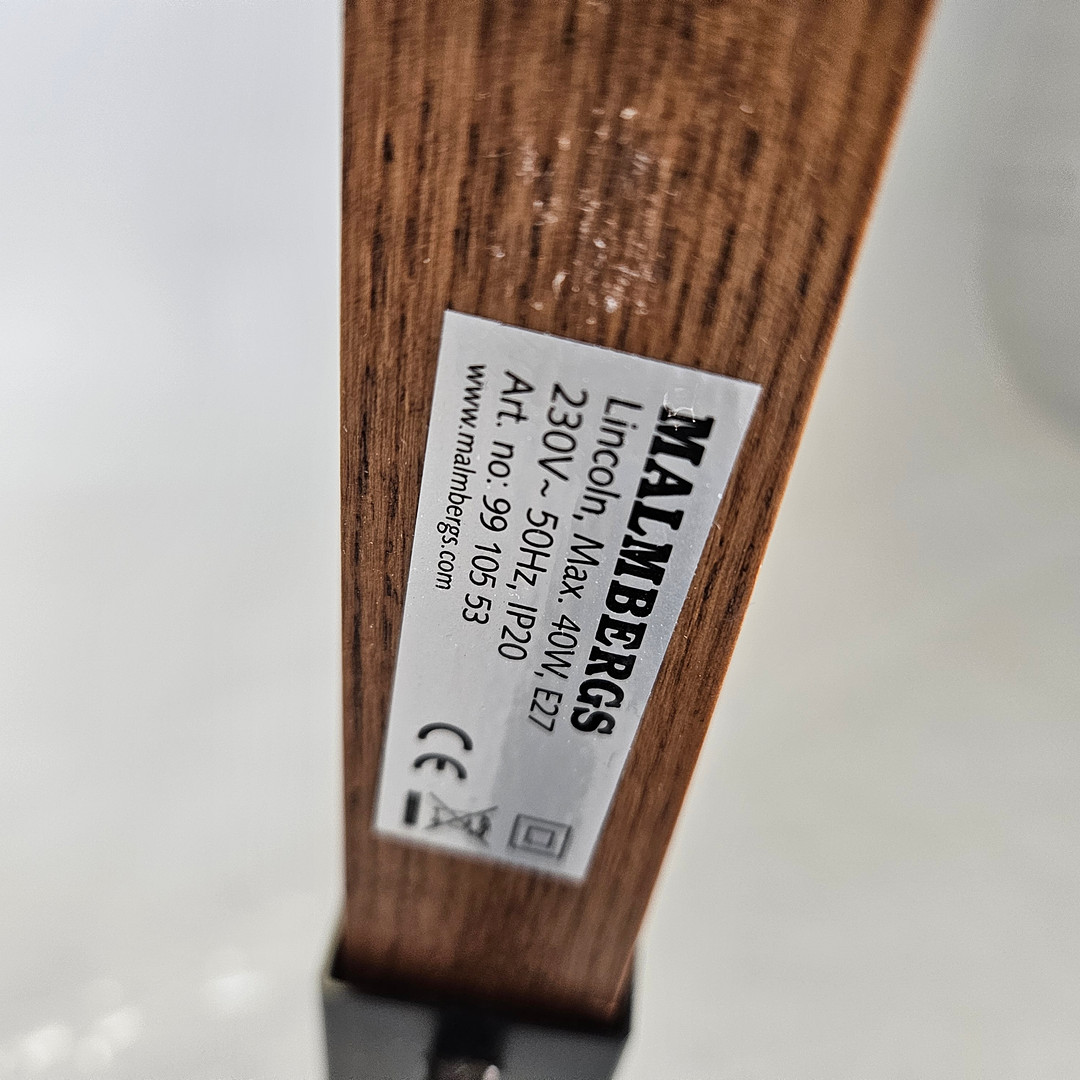 MALMBERGS
Lincoln, Max. 40W, E27
230V~ 50Hz, IP20
Art. no: 99 105 53
www.malmbergs.com
CE